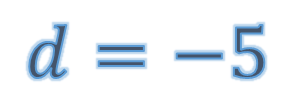 d = −5